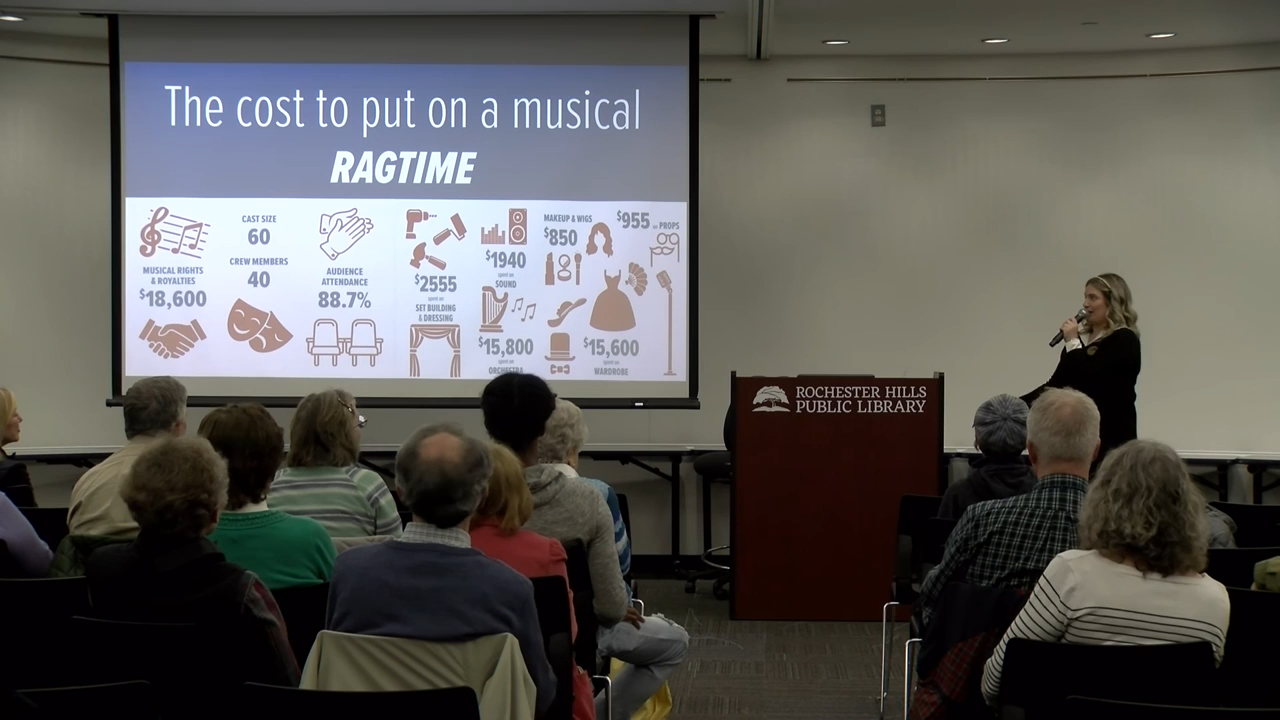 The cost to put on a musical
RAGTIME
MUSICAL RIGHTS
& ROYALTIES
$18,600
CAST SIZE
60
CREW MEMBERS
40
AUDIENCE
ATTENDANCE
88.7%
$2555
spent on
SET BUILDING
& DRESSING
$1940
spent on
SOUND
$15,800
spent on
ORCHESTRA
MAKEUP & WIGS
$850
$955 on PROPS
$15,600
spent on
WARDROBE
ROCHESTER HILLS
PUBLIC LIBRARY